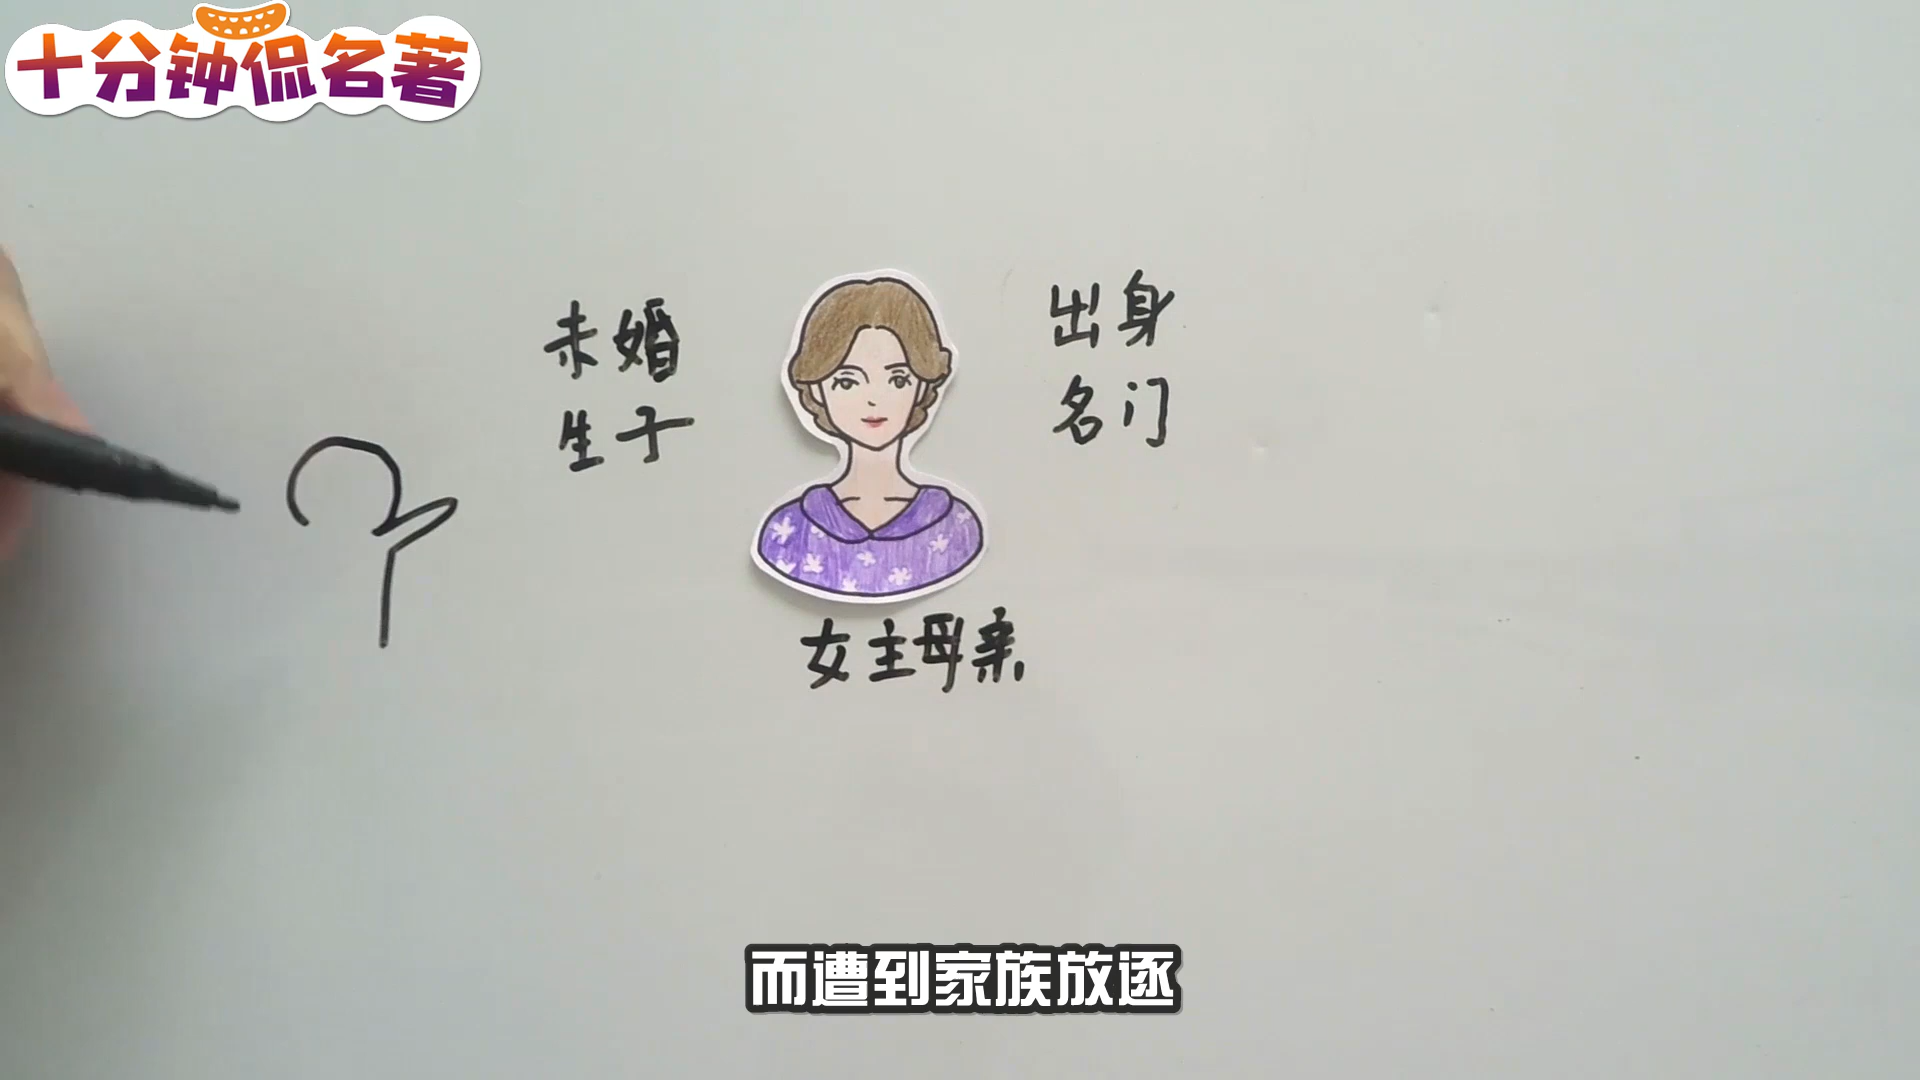 十分钟侃名著
未婚
生子
出身
名门
女主母亲
而遭到家族放逐